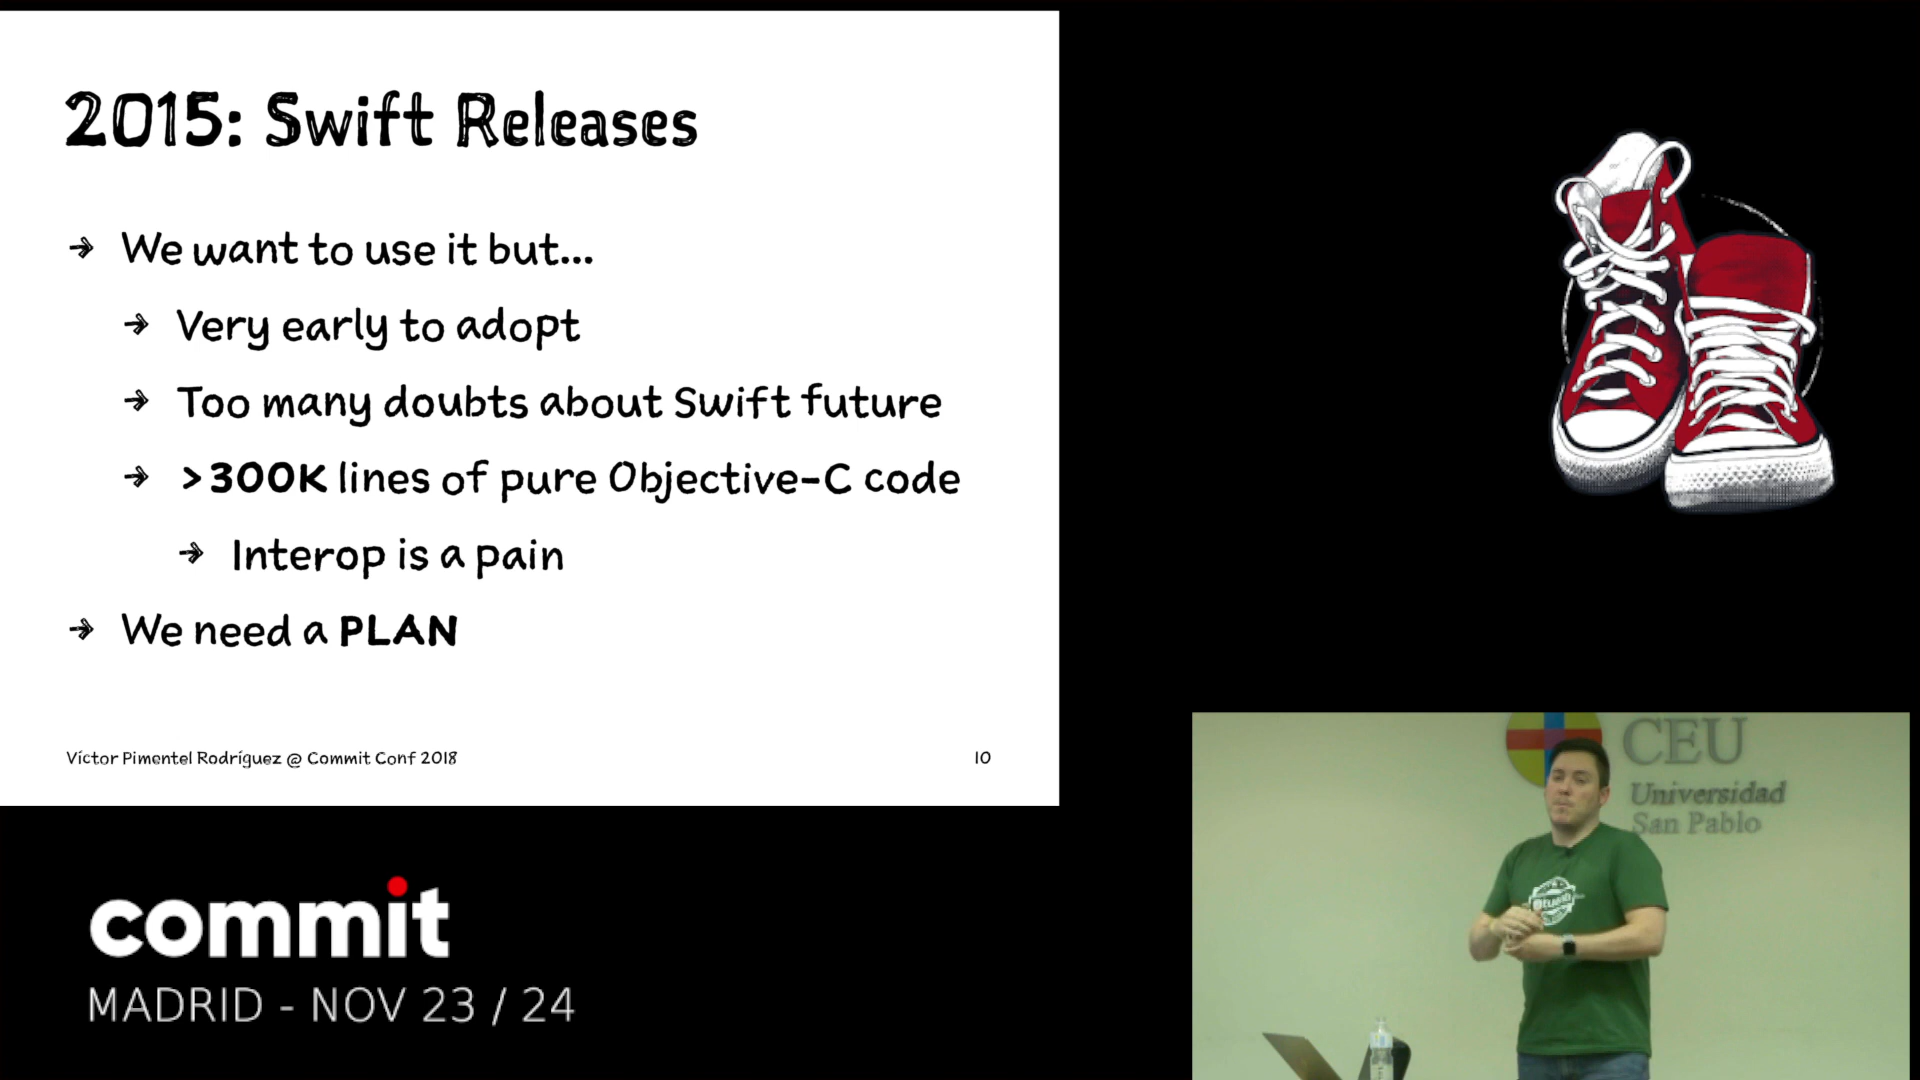 2015: Swift Releases
→ We want to use it but...
→ Very early to adopt
→ Too many doubts about Swift future
→ >300K lines of pure Objective-C code
→ Interop is a pain
→ We need a PLAN
Víctor Pimentel Rodríguez @ Commit Conf 2018
10
commit
MADRID - NOV 23 / 24
CEU
Universidad
San Pablo